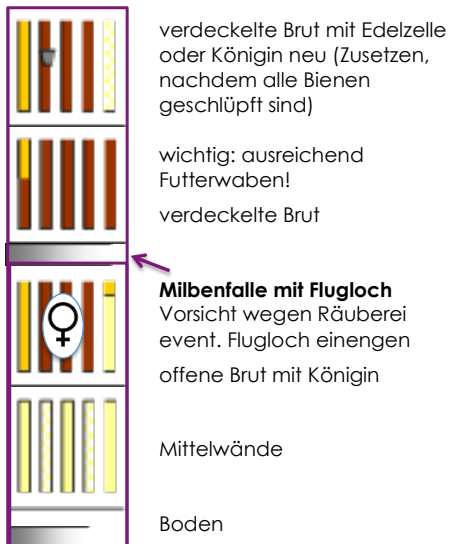 verdeckelte Brut mit Edelzelle
oder Königin neu (Zusetzen,
nachdem alle Bienen
geschlüpft sind)
wichtig: ausreichend
Futterwaben!
verdeckelte Brut
Milbenfalle mit Flugloch
Vorsicht wegen Räuberei
event. Flugloch einengen
offene Brut mit Königin
Mittelwände
Boden